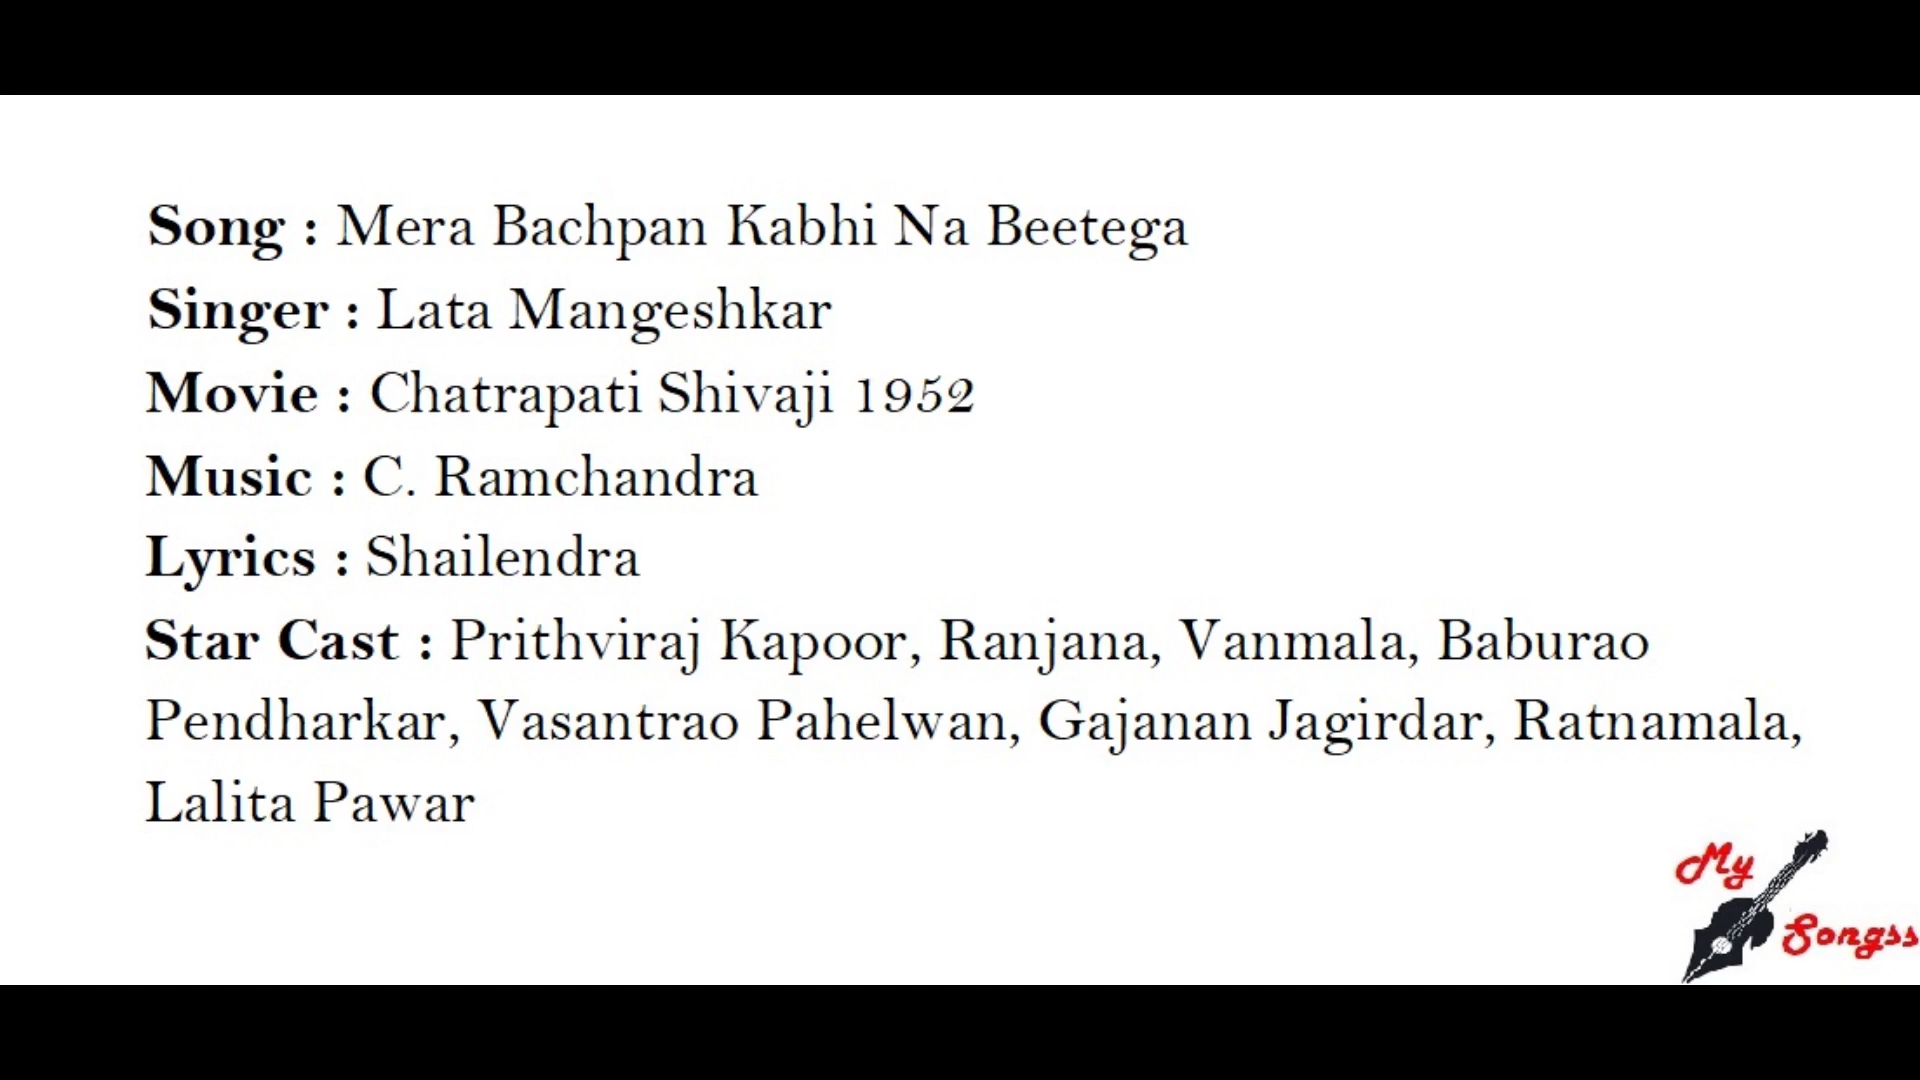 Song : Mera Bachpan Kabhi Na Beetega
Singer : Lata Mangeshkar
Movie : Chatrapati Shivaji 1952
Music : C. Ramchandra
Lyrics : Shailendra
Star Cast : Prithviraj Kapoor, Ranjana, Vanmala, Baburao
Pendharkar, Vasantrao Pahelwan, Gajanan Jagirdar, Ratnamala,
Lalita Pawar
My
Songss